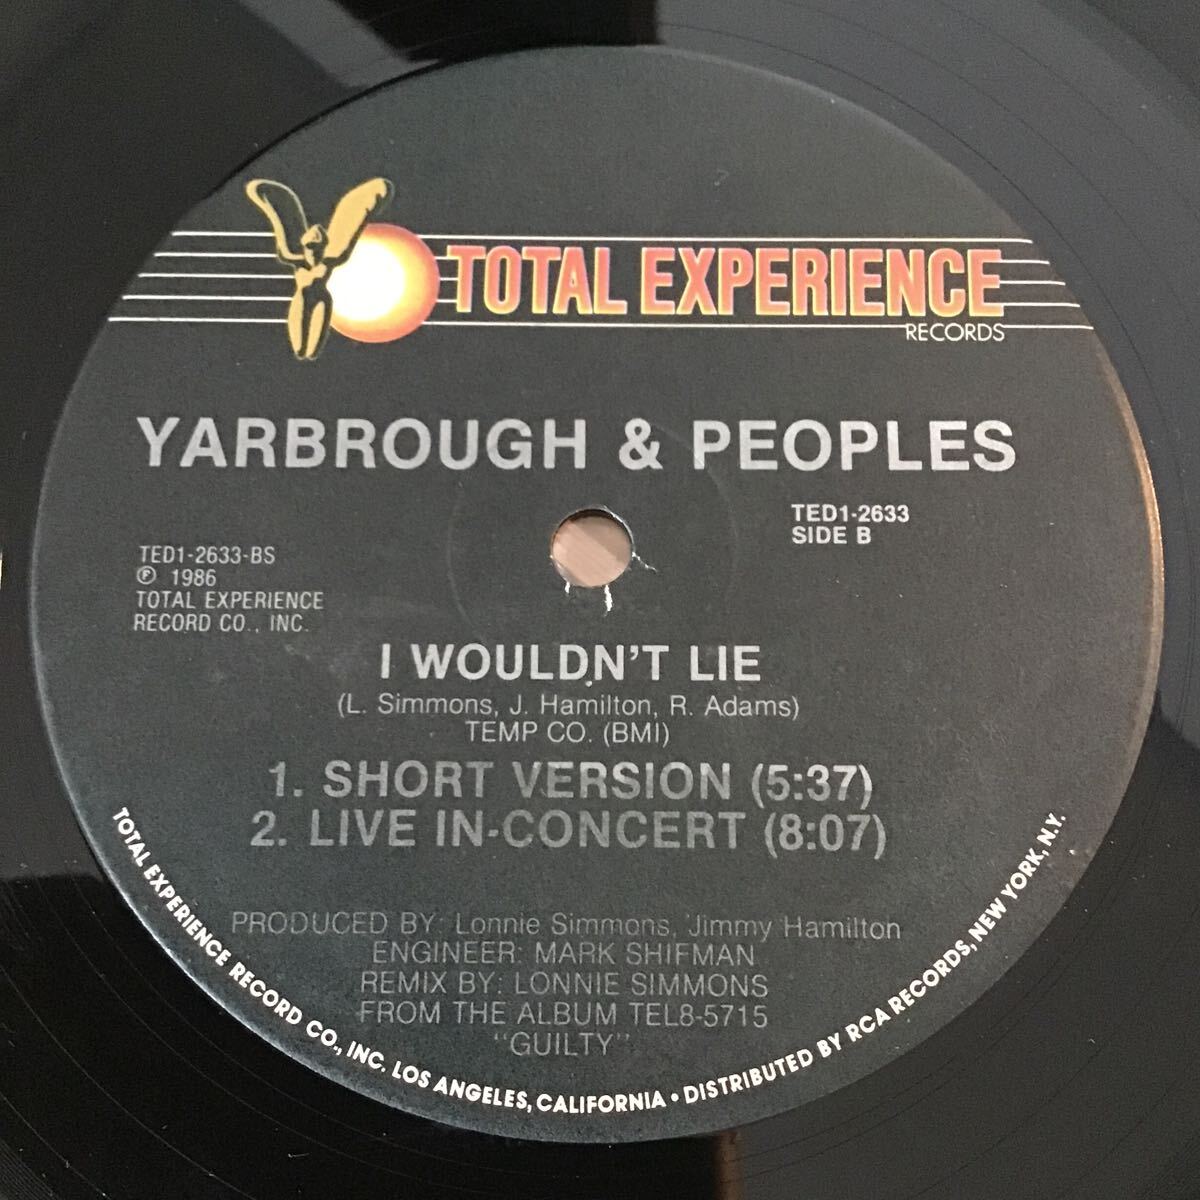 TOTAL EXPERIENCE
RECORDS
YARBROUGH & PEOPLES
TED1-2633
SIDE B
TED1-2633-BS
Ⓟ 1986
TOTAL EXPERIENCE
RECORD CO., INC.
I WOULDN'T LIE
(L. Simmons, J. Hamilton, R. Adams)
TEMP CO. (BMI)
1. SHORT VERSION (5:37)
2. LIVE IN-CONCERT (8:07)
PRODUCED BY: Lonnie Simmons, Jimmy Hamilton
ENGINEER: MARK SHIFMAN
REMIX BY: LONNIE SIMMONS
FROM THE ALBUM TEL8-5715
"GUILTY"
TOTAL EXPERIENCE RECORD CO., INC. LOS ANGELES, CALIFORNIA • DISTRIBUTED BY RCA RECORDS, NEW YORK, N.Y.